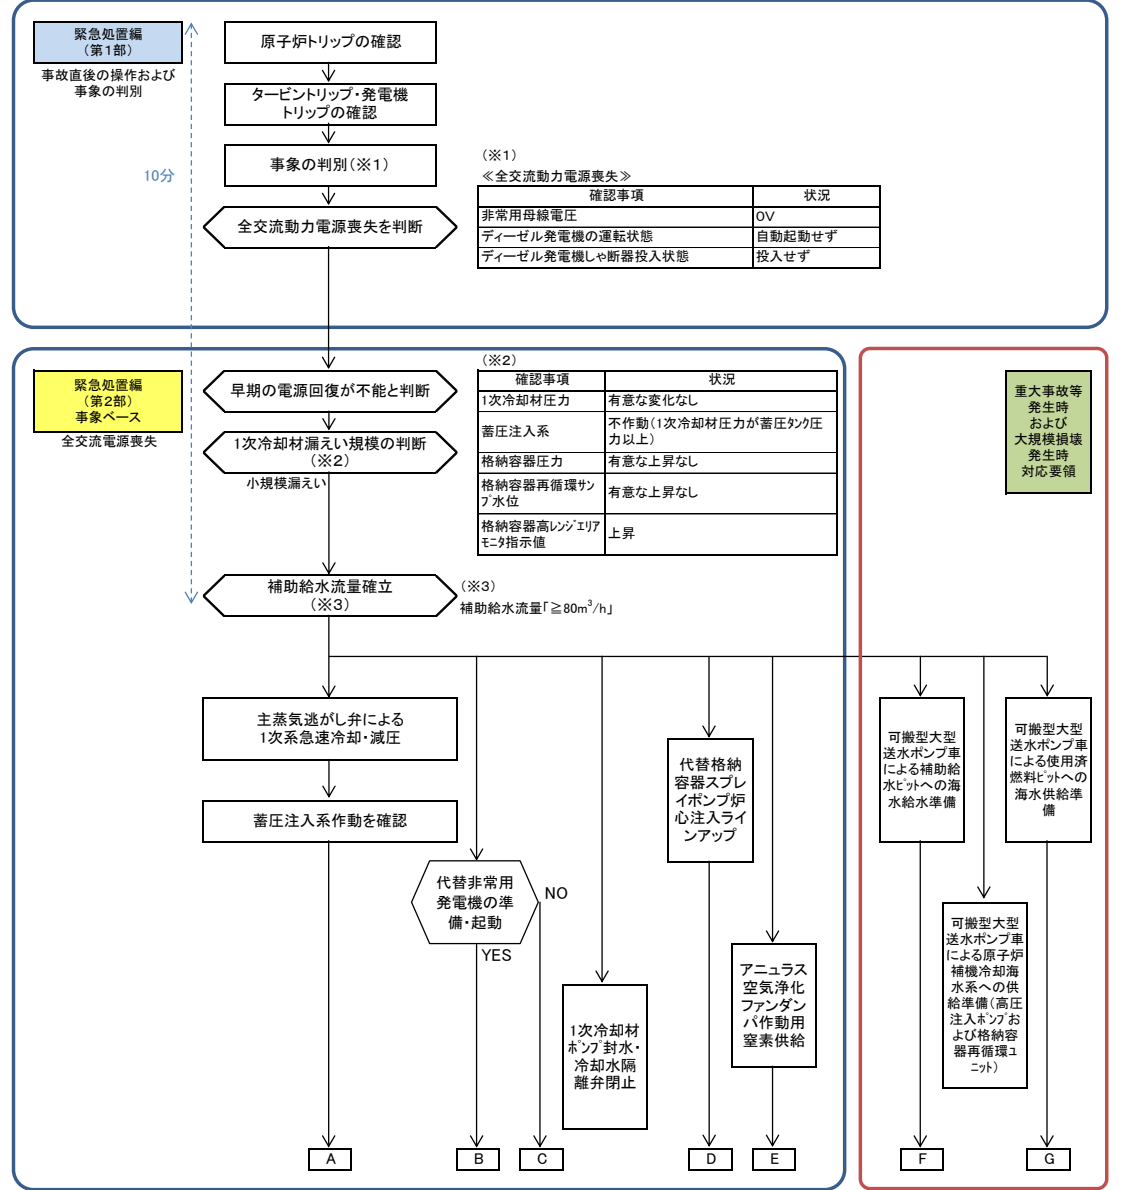 緊急処置編
(第1部)
事故直後の操作および
事象の判別
10分
原子炉トリップの確認
タービントリップ・発電機
トリップの確認
事象の判別(※1)
全交流動力電源喪失を判断
(※1)
≪全交流動力電源喪失≫
確認事項 状況
非常用母線電圧 0V
ディーゼル発電機の運転状態 自動起動せず
ディーゼル発電機しゃ断器投入状態 投入せず
緊急処置編
(第2部)
事象ベース
全交流電源喪失
早期の電源回復が不能と判断
1次冷却材漏えい規模の判断
(※2)
小規模漏えい
補助給水流量確立
(※3)
(※2)
確認事項 状況
1次冷却材圧力 有意な変化なし
蓄圧注入系 不作動(1次冷却材圧力が蓄圧タンク圧
力以上)
格納容器圧力 有意な上昇なし
格納容器再循環サン
プ水位 有意な上昇なし
格納容器高レンジエリア
モニタ指示値 上昇
(※3)
補助給水流量「≧80m³/h」
重大事故等
発生時
および
大規模損壊
発生時
対応要領
主蒸気逃がし弁による
1次系急速冷却・減圧
蓄圧注入系作動を確認
代替非常用
発電機の準
備・起動
NO
YES
1次冷却材
ポンプ封水・
冷却水隔
離弁閉止
代替格納
容器スプレ
イポンプ炉
心注入ライ
ンアップ
アニュラス
空気浄化
ファンダン
パ作動用
窒素供給
可搬型大型
送水ポンプ車
による補助給
水ピットへの海
水給水準備
可搬型大型
送水ポンプ車
による原子炉
補機冷却海
水系への供
給準備(高圧
注入ポンプお
よび格納容
器再循環ユ
ニット)
可搬型大型
送水ポンプ車
による使用済
燃料ピットへの
海水供給準
備
A
B
C
D
E
F
G